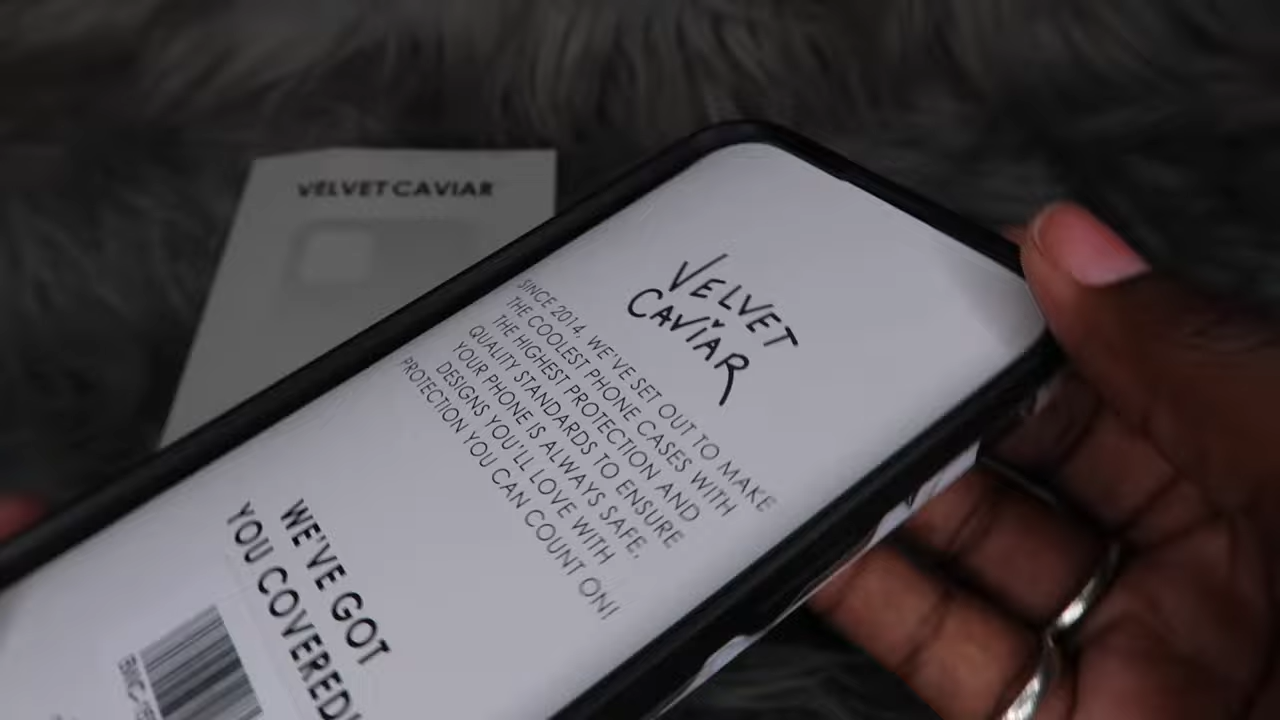 VELVET CAVIAR
VELVET
CAVIAR
SINCE 2014, WE'VE SET OUT TO MAKE
THE COOLEST PHONE CASES WITH
THE HIGHEST PROTECTION AND
QUALITY STANDARDS TO ENSURE
YOUR PHONE IS ALWAYS SAFE,
DESIGNS YOU'LL LOVE WITH
PROTECTION YOU CAN COUNT ON!
WE'VE GOT
YOU COVERED!